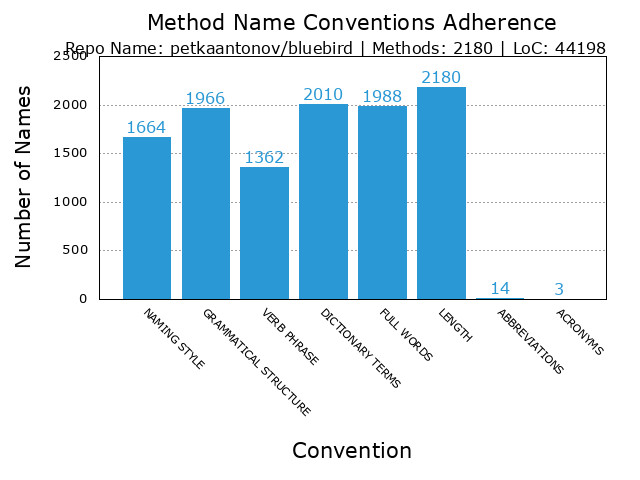 Method Name Conventions Adherence
Repo Name: petkaantonov/bluebird | Methods: 2180 | LoC: 44198
Number of Names
2500
2000
1500
1000
500
0
1664
1966
1362
2010
1988
2180
14
3
NAMING STYLE
GRAMMATICAL STRUCTURE
VERB PHRASE
DICTIONARY TERMS
FULL WORDS
LENGTH
ABBREVIATIONS
ACRONYMS
Convention